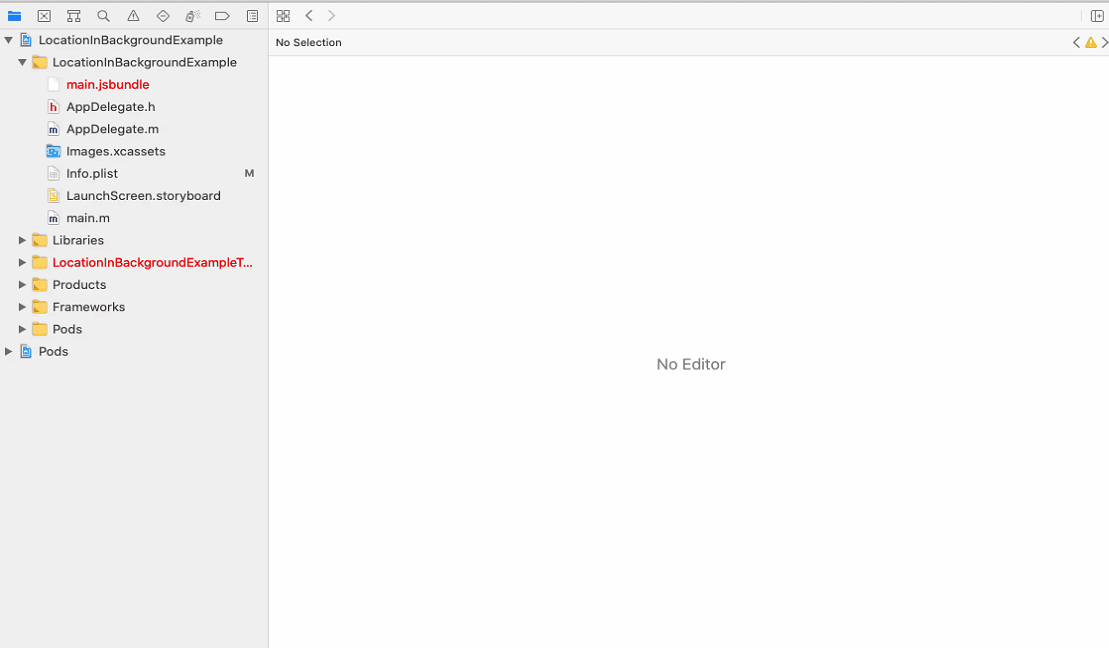 No Selection
LocationInBackgroundExample
LocationInBackgroundExample
main.jsbundle
h AppDelegate.h
m AppDelegate.m
Images.xcassets
Info.plist M
LaunchScreen.storyboard
m main.m
Libraries
LocationInBackgroundExampleT...
Products
Frameworks
Pods
Pods
No Editor